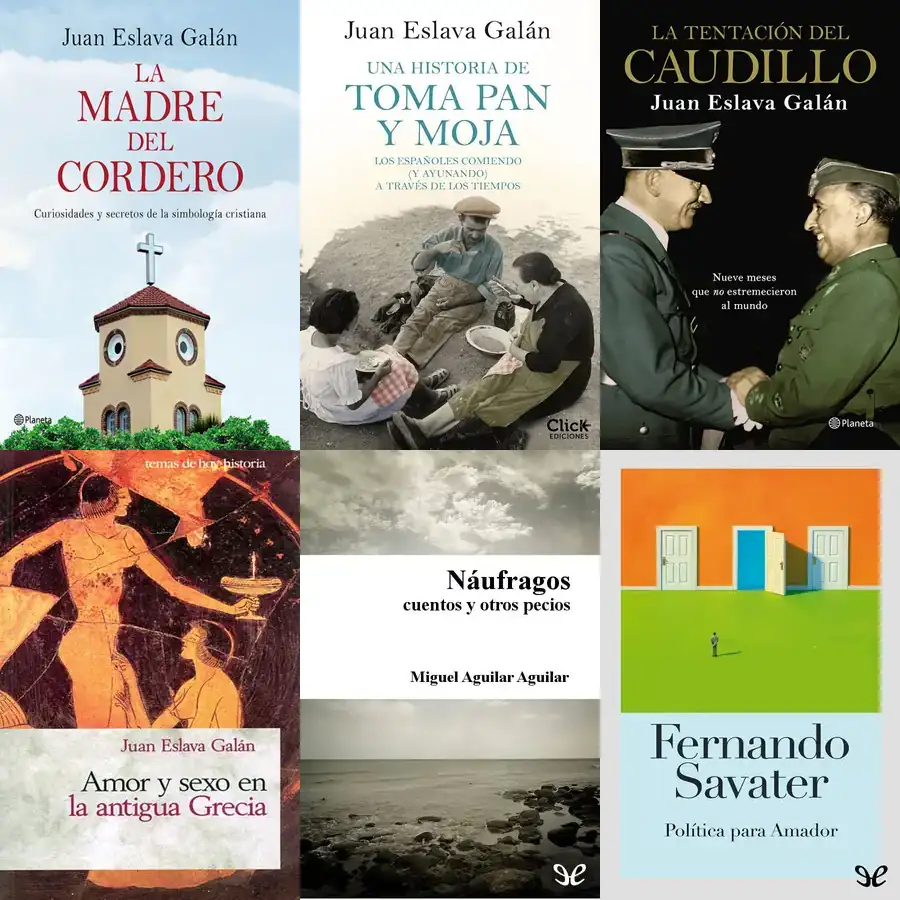 Juan Eslava Galán
LA
MADRE
DEL
CORDERO
Curiosidades y secretos de la simbología cristiana
Planeta
Juan Eslava Galán
UNA HISTORIA DE
TOMA PAN
Y MOJA
LOS ESPAÑOLES COMIENDO
(Y AYUNANDO)
A TRAVÉS DE LOS TIEMPOS
Click
EDICIONES
LA TENTACIÓN DEL
CAUDILLO
Juan Eslava Galán
Nueve meses
que no estremecieron
al mundo
Planeta
temas de hoy·historia
Juan Eslava Galán
Amor y sexo en
la antigua Grecia
Náufragos
cuentos y otros pecios
Miguel Aguilar Aguilar
Fernando
Savater
Política para Amador